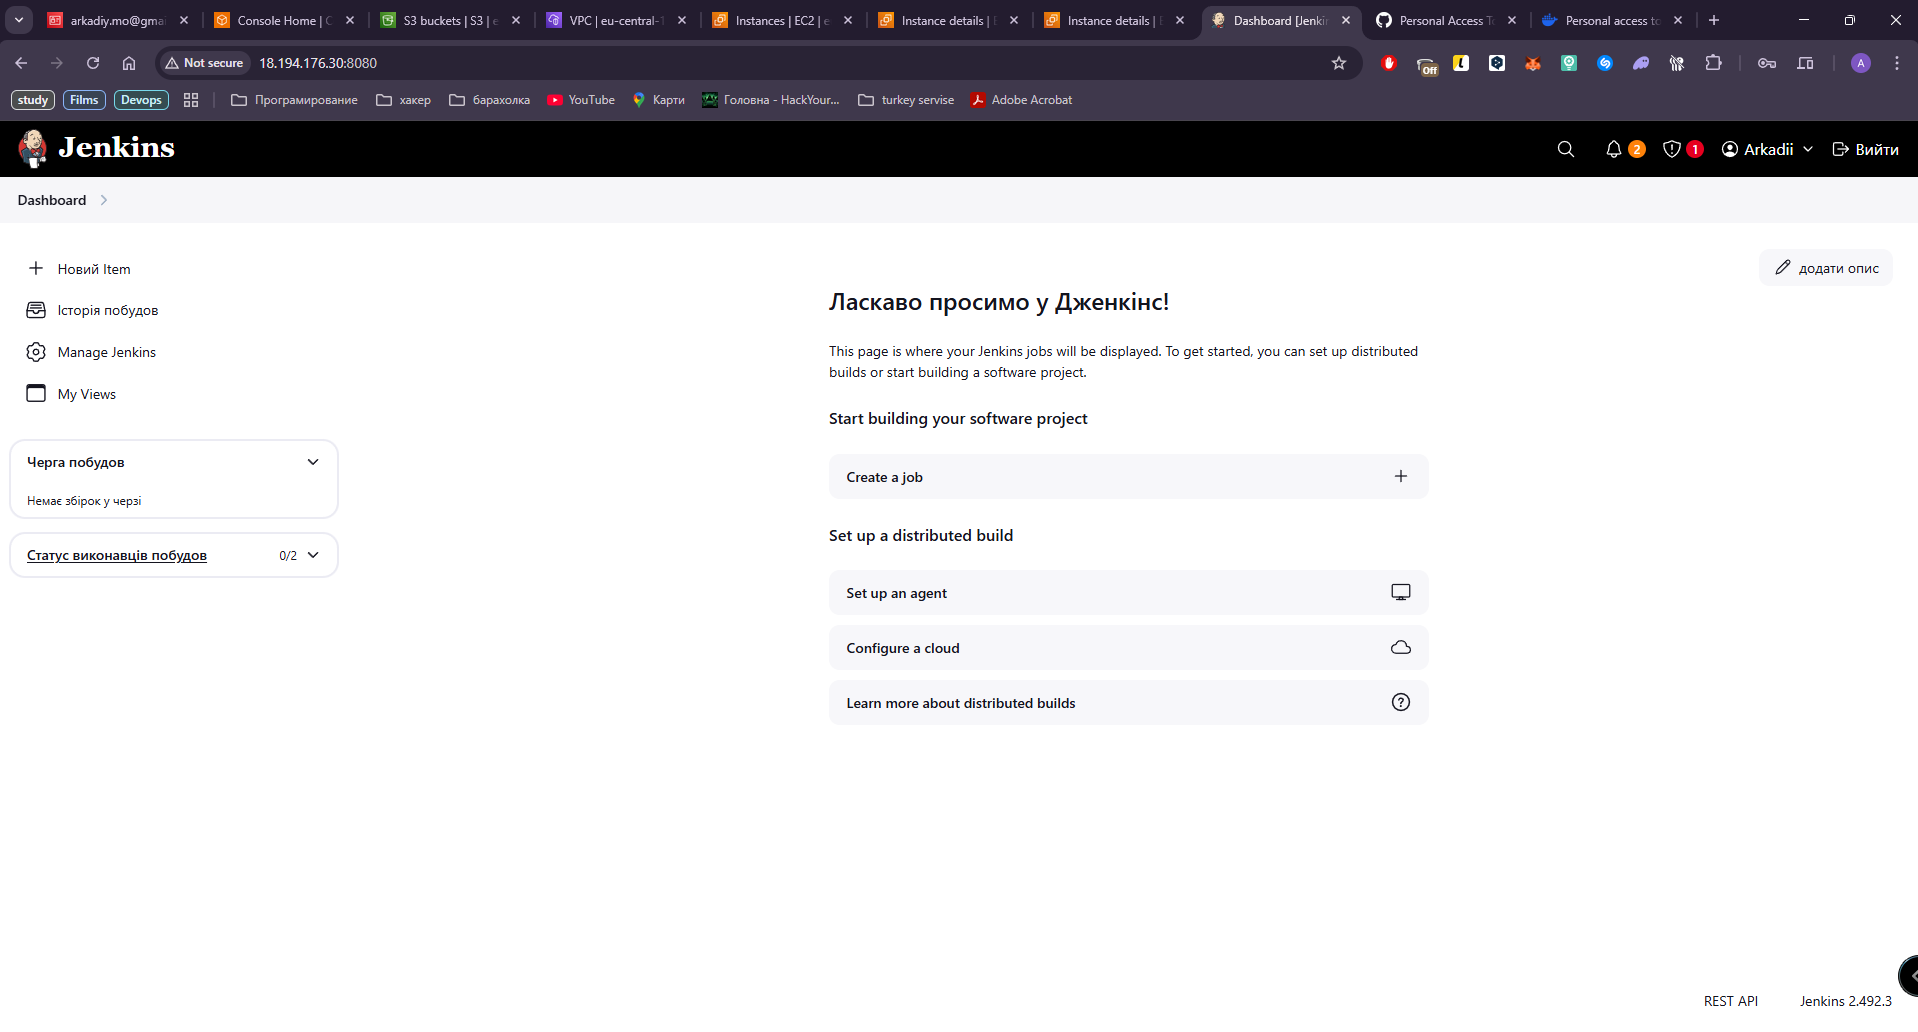 arkadiy.mo@gmai
Console Home | C
S3 buckets | S3 | e
VPC | eu-central-1
Instances | EC2 | e
Instance details | E
Instance details | E
Dashboard [Jenkin
Personal Access To
Personal access to
Not secure
18.194.176.30:8080
Off
A
study
Films
Devops
Програмирование
хакер
барахолка
YouTube
Карти
Головна - HackYour...
turkey servise
Adobe Acrobat
Jenkins
2
1
Arkadii
Вийти
Dashboard
Новий Item
Історія побудов
Manage Jenkins
My Views
Черга побудов
Немає збірок у черзі
Статус виконавців побудов
0/2
додати опис
Ласкаво просимо у Дженкінс!
This page is where your Jenkins jobs will be displayed. To get started, you can set up distributed
builds or start building a software project.
Start building your software project
Create a job
Set up a distributed build
Set up an agent
Configure a cloud
Learn more about distributed builds
REST API
Jenkins 2.492.3